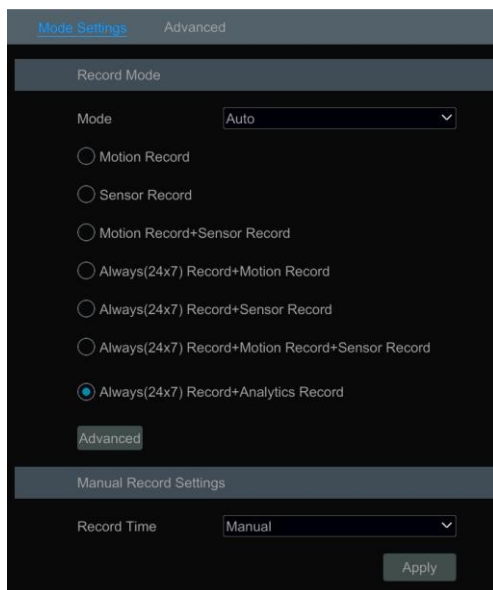 Mode Settings Advanced
Record Mode
Mode Auto
Motion Record
Sensor Record
Motion Record+Sensor Record
Always(24x7) Record+Motion Record
Always(24x7) Record+Sensor Record
Always(24x7) Record+Motion Record+Sensor Record
Always(24x7) Record+Analytics Record
Advanced
Manual Record Settings
Record Time Manual
Apply